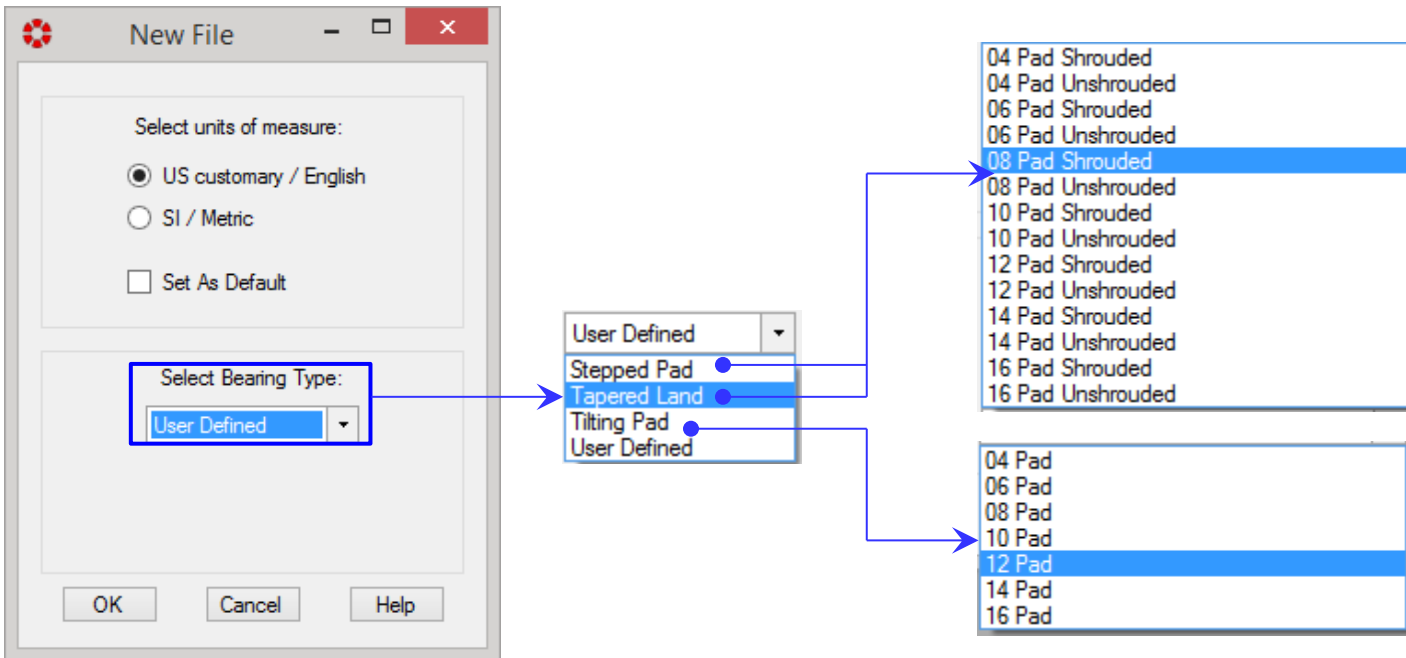 New File
Select units of measure:
US customary / English
SI / Metric
Set As Default
Select Bearing Type:
User Defined
OK
Cancel
Help
User Defined
Stepped Pad
Tapered Land
Tilting Pad
User Defined
04 Pad Shrouded
04 Pad Unshrouded
06 Pad Shrouded
06 Pad Unshrouded
08 Pad Shrouded
08 Pad Unshrouded
10 Pad Shrouded
10 Pad Unshrouded
12 Pad Shrouded
12 Pad Unshrouded
14 Pad Shrouded
14 Pad Unshrouded
16 Pad Shrouded
16 Pad Unshrouded
04 Pad
06 Pad
08 Pad
10 Pad
12 Pad
14 Pad
16 Pad